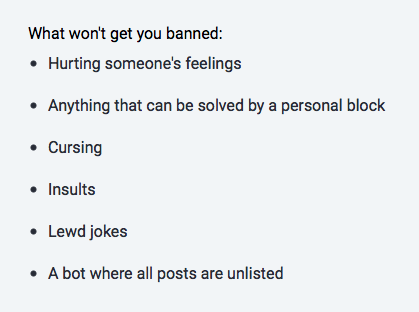 What won't get you banned:
• Hurting someone's feelings
• Anything that can be solved by a personal block
• Cursing
• Insults
• Lewd jokes
• A bot where all posts are unlisted